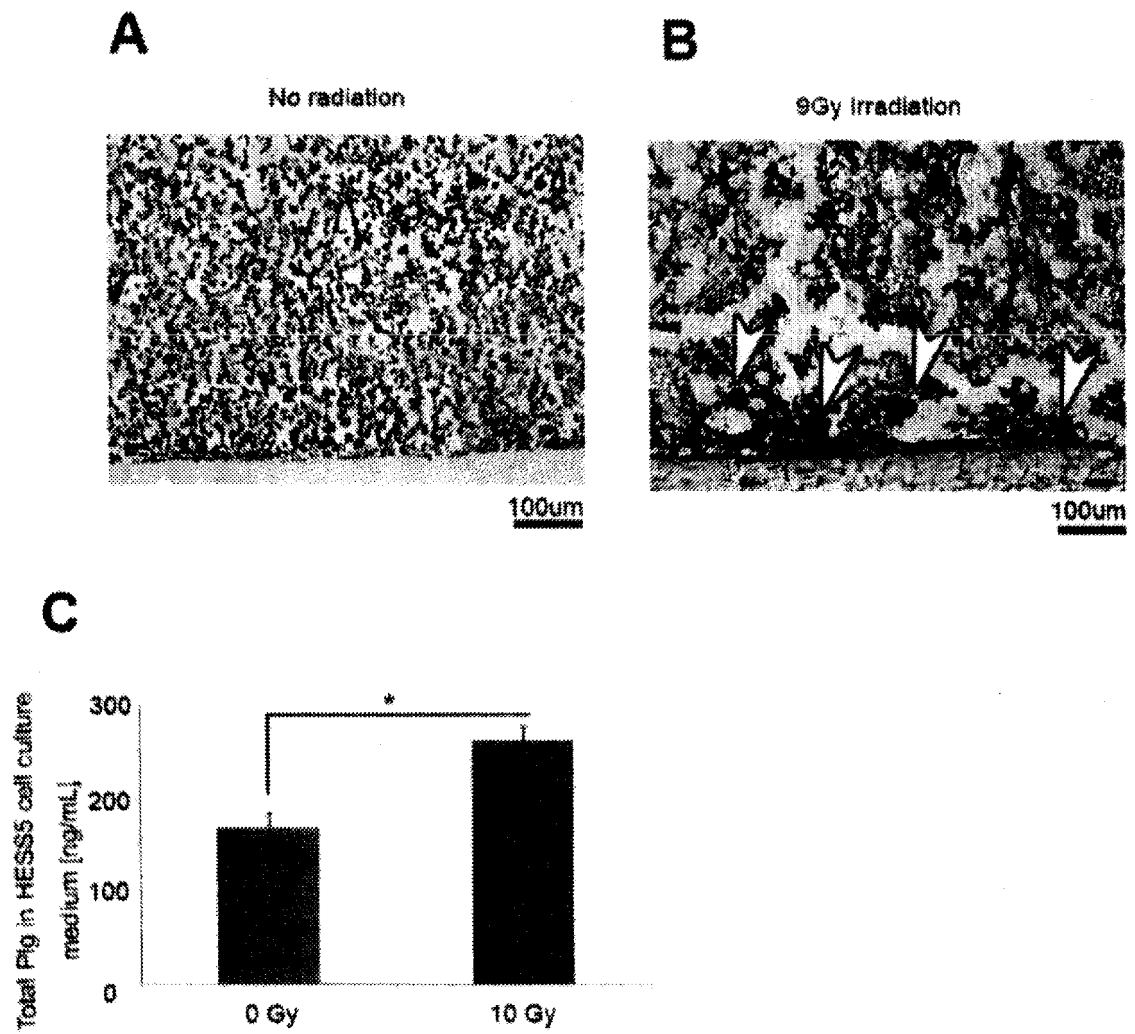 A
No radiation
100um
B
9Gy irradiation
100um
C
Total Plg in HESS5 cell culture
medium [ng/mL]
300
200
100
0
*
0 Gy
10 Gy